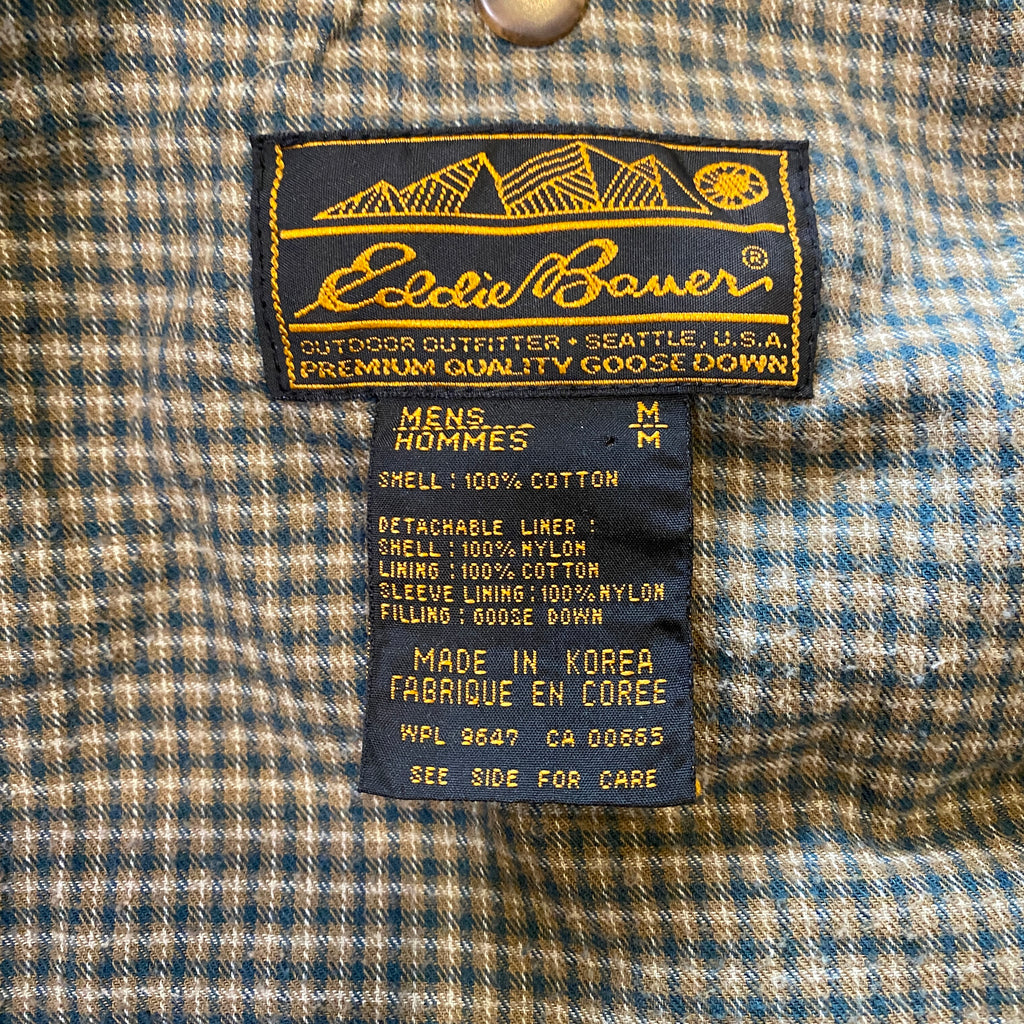 Eddie Bauer®
OUTDOOR OUTFITTER • SEATTLE, U.S.A.
PREMIUM QUALITY GOOSE DOWN
MENS M
HOMMES M
SHELL : 100% COTTON
DETACHABLE LINER :
SHELL : 100% NYLON
LINING : 100% COTTON
SLEEVE LINING : 100% NYLON
FILLING : GOOSE DOWN
MADE IN KOREA
FABRIQUE EN COREE
WPL 9647 CA 00665
SEE SIDE FOR CARE